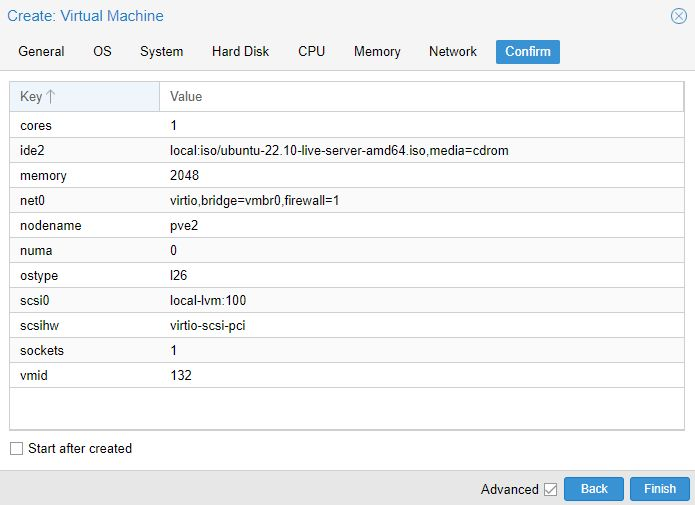 Create: Virtual Machine
General OS System Hard Disk CPU Memory Network Confirm
Key ↑ Value
cores 1
ide2 local:iso/ubuntu-22.10-live-server-amd64.iso,media=cdrom
memory 2048
net0 virtio,bridge=vmbr0,firewall=1
nodename pve2
numa 0
ostype l26
scsi0 local-lvm:100
scsihw virtio-scsi-pci
sockets 1
vmid 132
Start after created
Advanced Back Finish